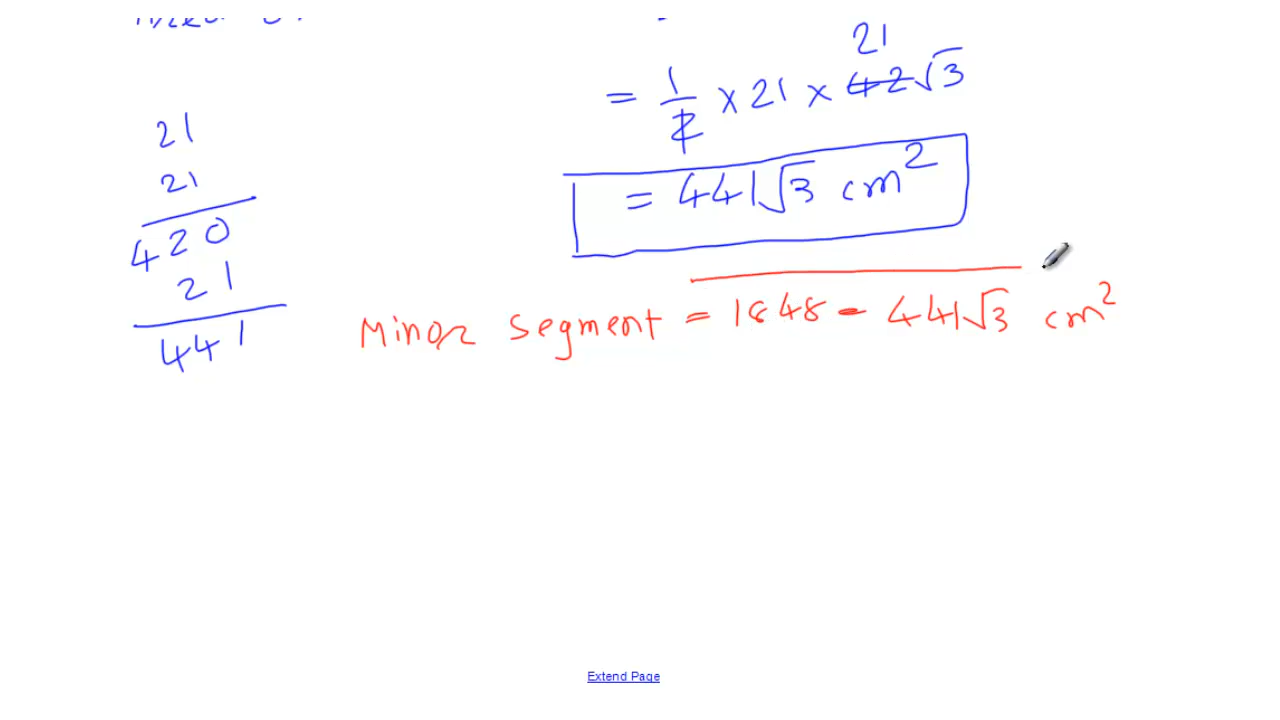 21
= 1/2 × 21 × 42√3
= 441√3 cm²
21
21
420
21
441
Minor segment = 1848 - 441√3 cm²
Extend Page